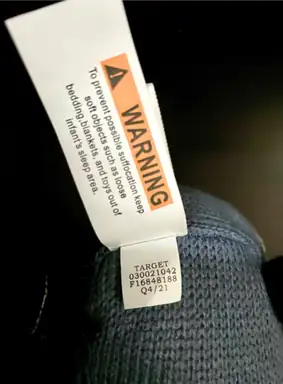 WARNING
To prevent possible suffocation keep
soft objects such as loose
bedding,blankets, and toys out of
infant's sleep area.
TARGET
030021042
F16848188
Q4/21